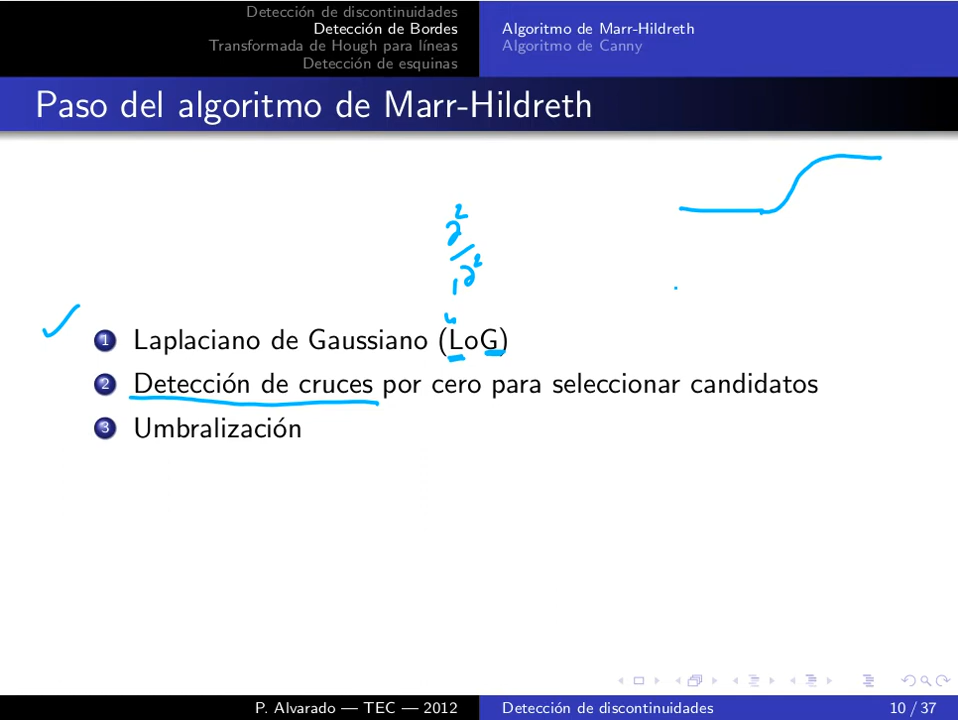 Detección de discontinuidades
Detección de Bordes
Transformada de Hough para líneas
Detección de esquinas
Algoritmo de Marr-Hildreth
Algoritmo de Canny
Paso del algoritmo de Marr-Hildreth
1 Laplaciano de Gaussiano (LoG)
2 Detección de cruces por cero para seleccionar candidatos
3 Umbralización
P. Alvarado — TEC — 2012
Detección de discontinuidades
10 / 37